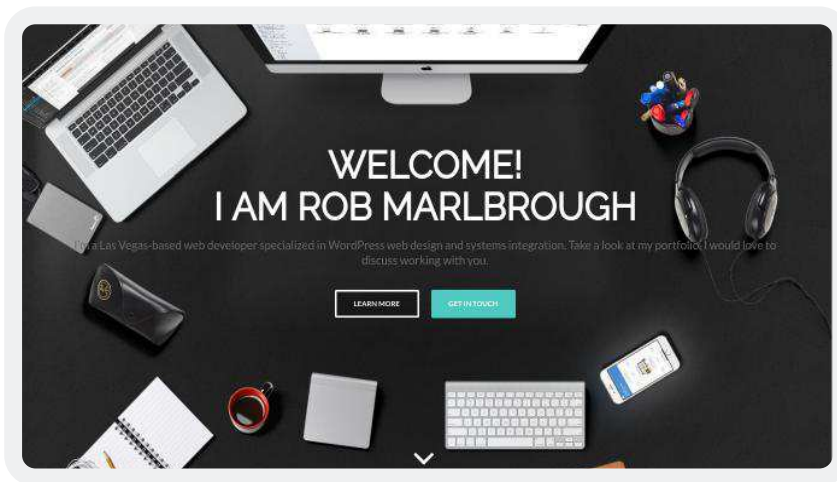 WELCOME!
I AM ROB MARLBROUGH
I'm a Las Vegas-based web developer specialized in WordPress web design and systems integration. Take a look at my portfolio, I would love to
discuss working with you.
LEARN MORE
GET IN TOUCH